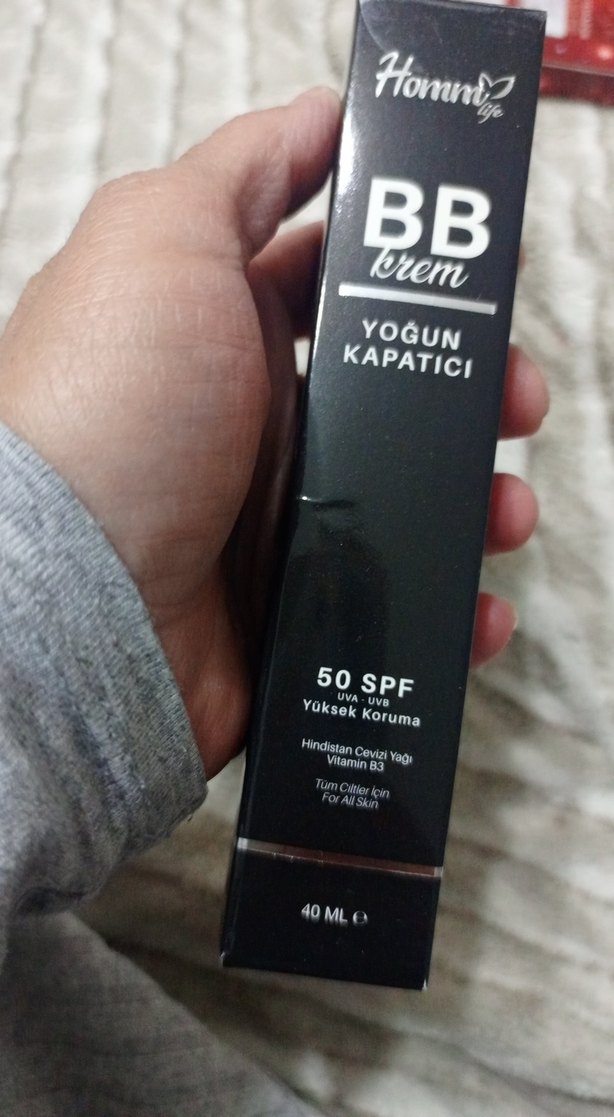 Homm
life
BB
krem
YOĞUN
KAPATICI
50 SPF
UVA - UVB
Yüksek Koruma
Hindistan Cevizi Yağı
Vitamin B3
Tüm Ciltler İçin
For All Skin
40 ML ℮